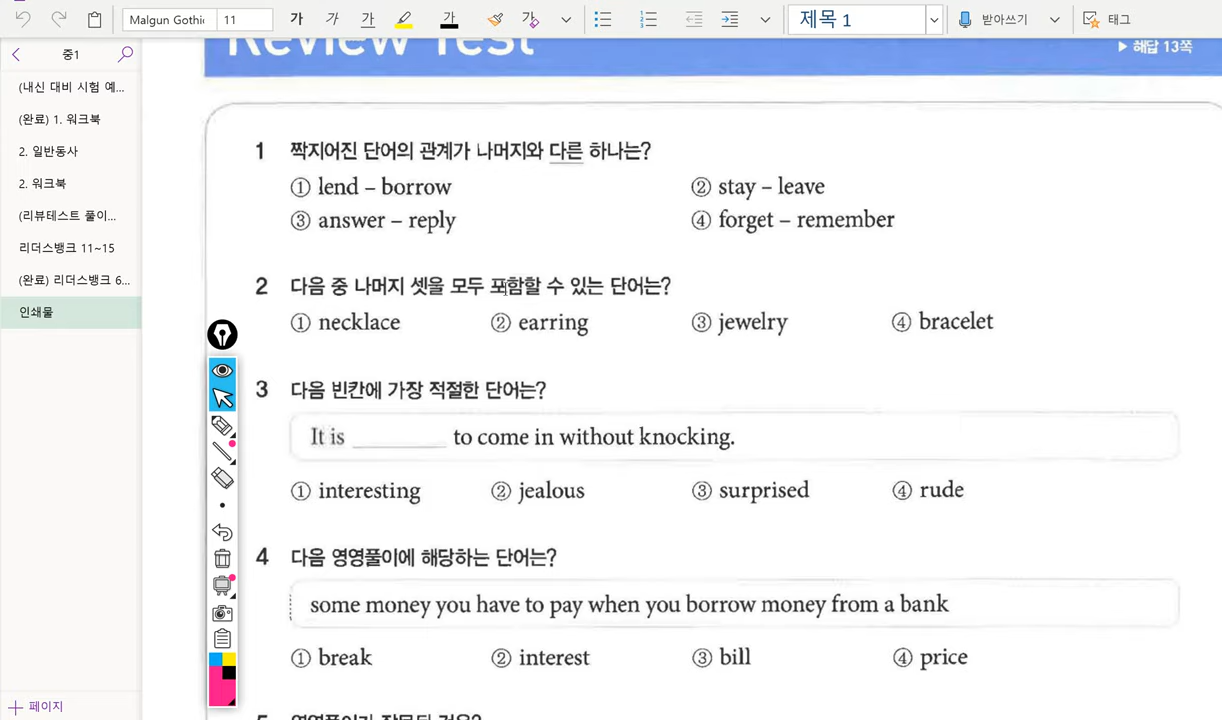 Malgun Gothic 11 가 가 가 가 가 제목 1 받아쓰기 태그
중1
(내신 대비 시험 예...
(완료) 1. 워크북
2. 일반동사
2. 워크북
(리뷰테스트 풀이...
리더스뱅크 11~15
(완료) 리더스뱅크 6...
인쇄물
페이지
Review Test
▶ 해답 13쪽
1 짝지어진 단어의 관계가 나머지와 다른 하나는?
① lend – borrow ② stay – leave
③ answer – reply ④ forget – remember
2 다음 중 나머지 셋을 모두 포함할 수 있는 단어는?
① necklace ② earring ③ jewelry ④ bracelet
3 다음 빈칸에 가장 적절한 단어는?
It is ________ to come in without knocking.
① interesting ② jealous ③ surprised ④ rude
4 다음 영영풀이에 해당하는 단어는?
some money you have to pay when you borrow money from a bank
① break ② interest ③ bill ④ price